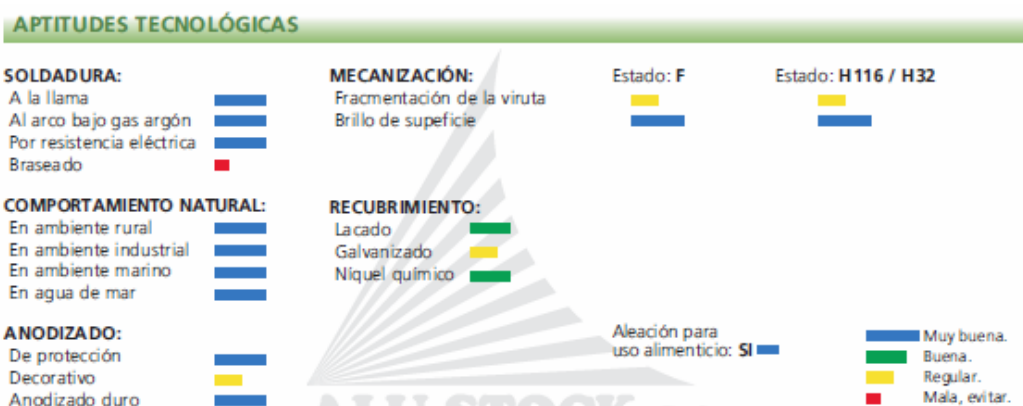 APTITUDES TECNOLÓGICAS
SOLDADURA:
A la llama
Al arco bajo gas argón
Por resistencia eléctrica
Braseado
MECANIZACIÓN: Estado: F Estado: H116 / H32
Fracmentación de la viruta
Brillo de supeficie
COMPORTAMIENTO NATURAL:
En ambiente rural
En ambiente industrial
En ambiente marino
En agua de mar
RECUBRIMIENTO:
Lacado
Galvanizado
Níquel químico
ANODIZADO:
De protección
Decorativo
Anodizado duro
Aleación para
uso alimenticio: SI
Muy buena.
Buena.
Regular.
Mala, evitar.
ALU STOCK